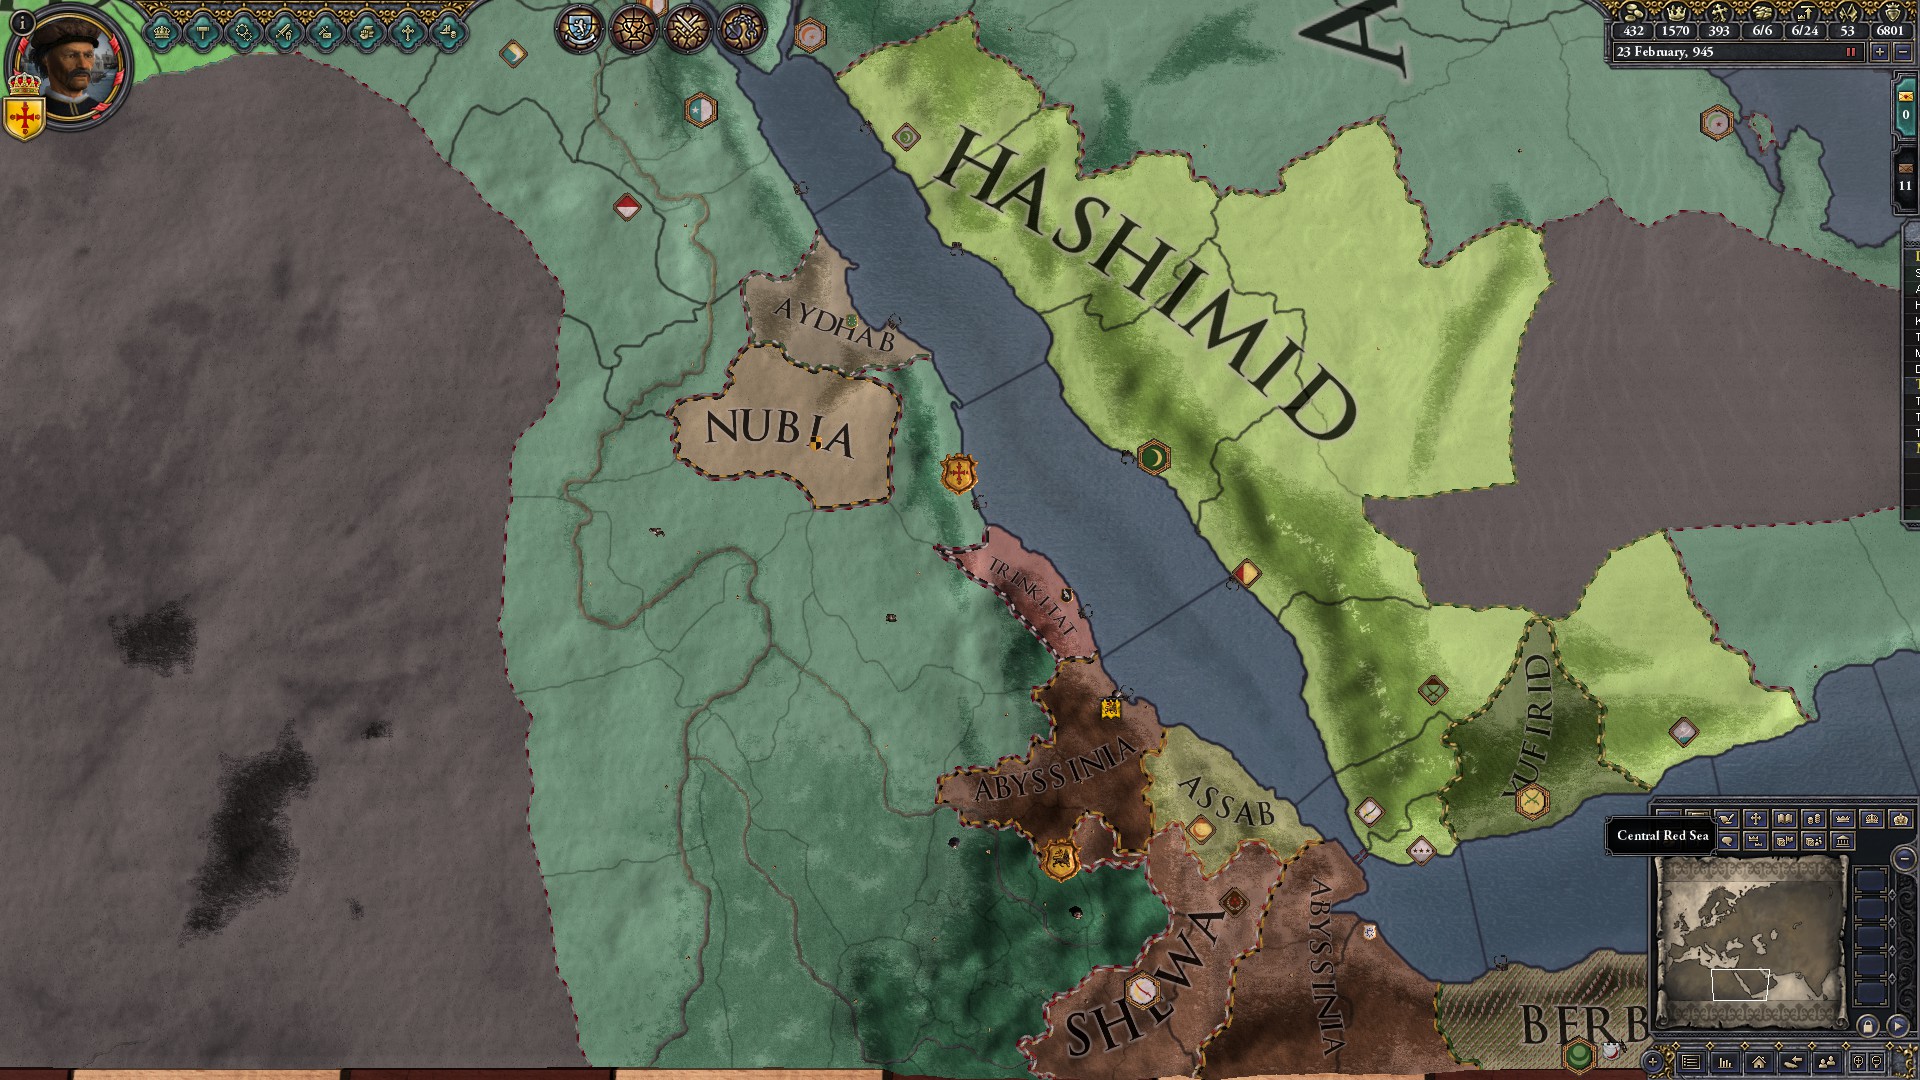 432 1570 393 6/6 6/24 53 6801
23 February, 945
0
11
A
HASHIMID
AYDHAB
NUBIA
TRINKITAT
ABYSSINIA
ASSAB
YUFIRID
SHEWA
ABYSSINIA
BERB
Central Red Sea